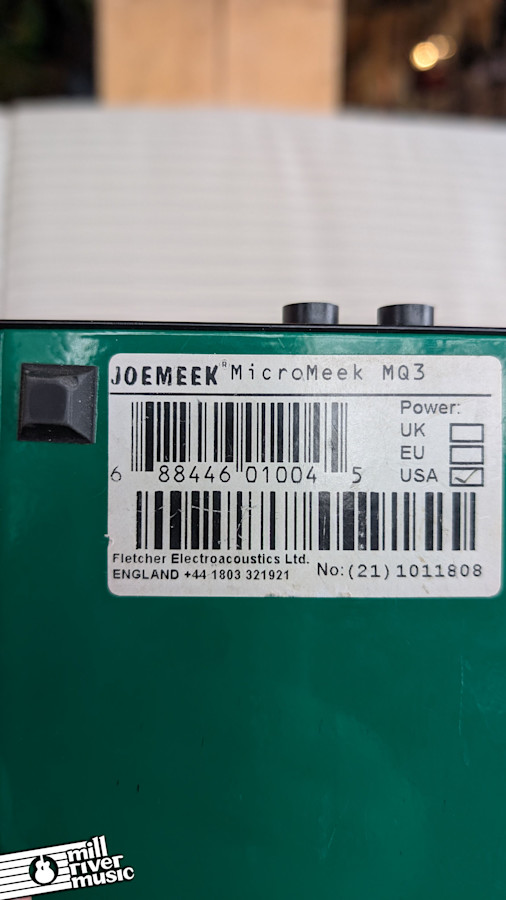 JOEMEEK® MicroMeek MQ3
Power:
UK
EU
USA
6 88446 01004 5
Fletcher Electroacoustics Ltd.
ENGLAND +44 1803 321921
No:(21)1011808
mill
river
music